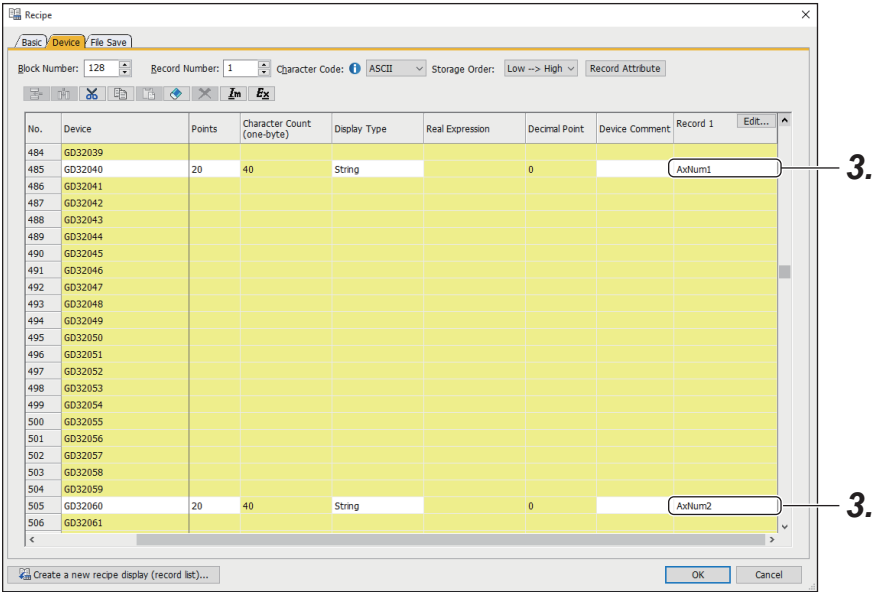 Recipe
Basic Device File Save
Block Number: 128 Record Number: 1 Character Code: ASCII Storage Order: Low --> High Record Attribute
Im Ex
No. Device Points Character Count (one-byte) Display Type Real Expression Decimal Point Device Comment Record 1 Edit...
484 GD32039
485 GD32040 20 40 String 0 AxNum1 3.
486 GD32041
487 GD32042
488 GD32043
489 GD32044
490 GD32045
491 GD32046
492 GD32047
493 GD32048
494 GD32049
495 GD32050
496 GD32051
497 GD32052
498 GD32053
499 GD32054
500 GD32055
501 GD32056
502 GD32057
503 GD32058
504 GD32059
505 GD32060 20 40 String 0 AxNum2 3.
506 GD32061
Create a new recipe display (record list)... OK Cancel